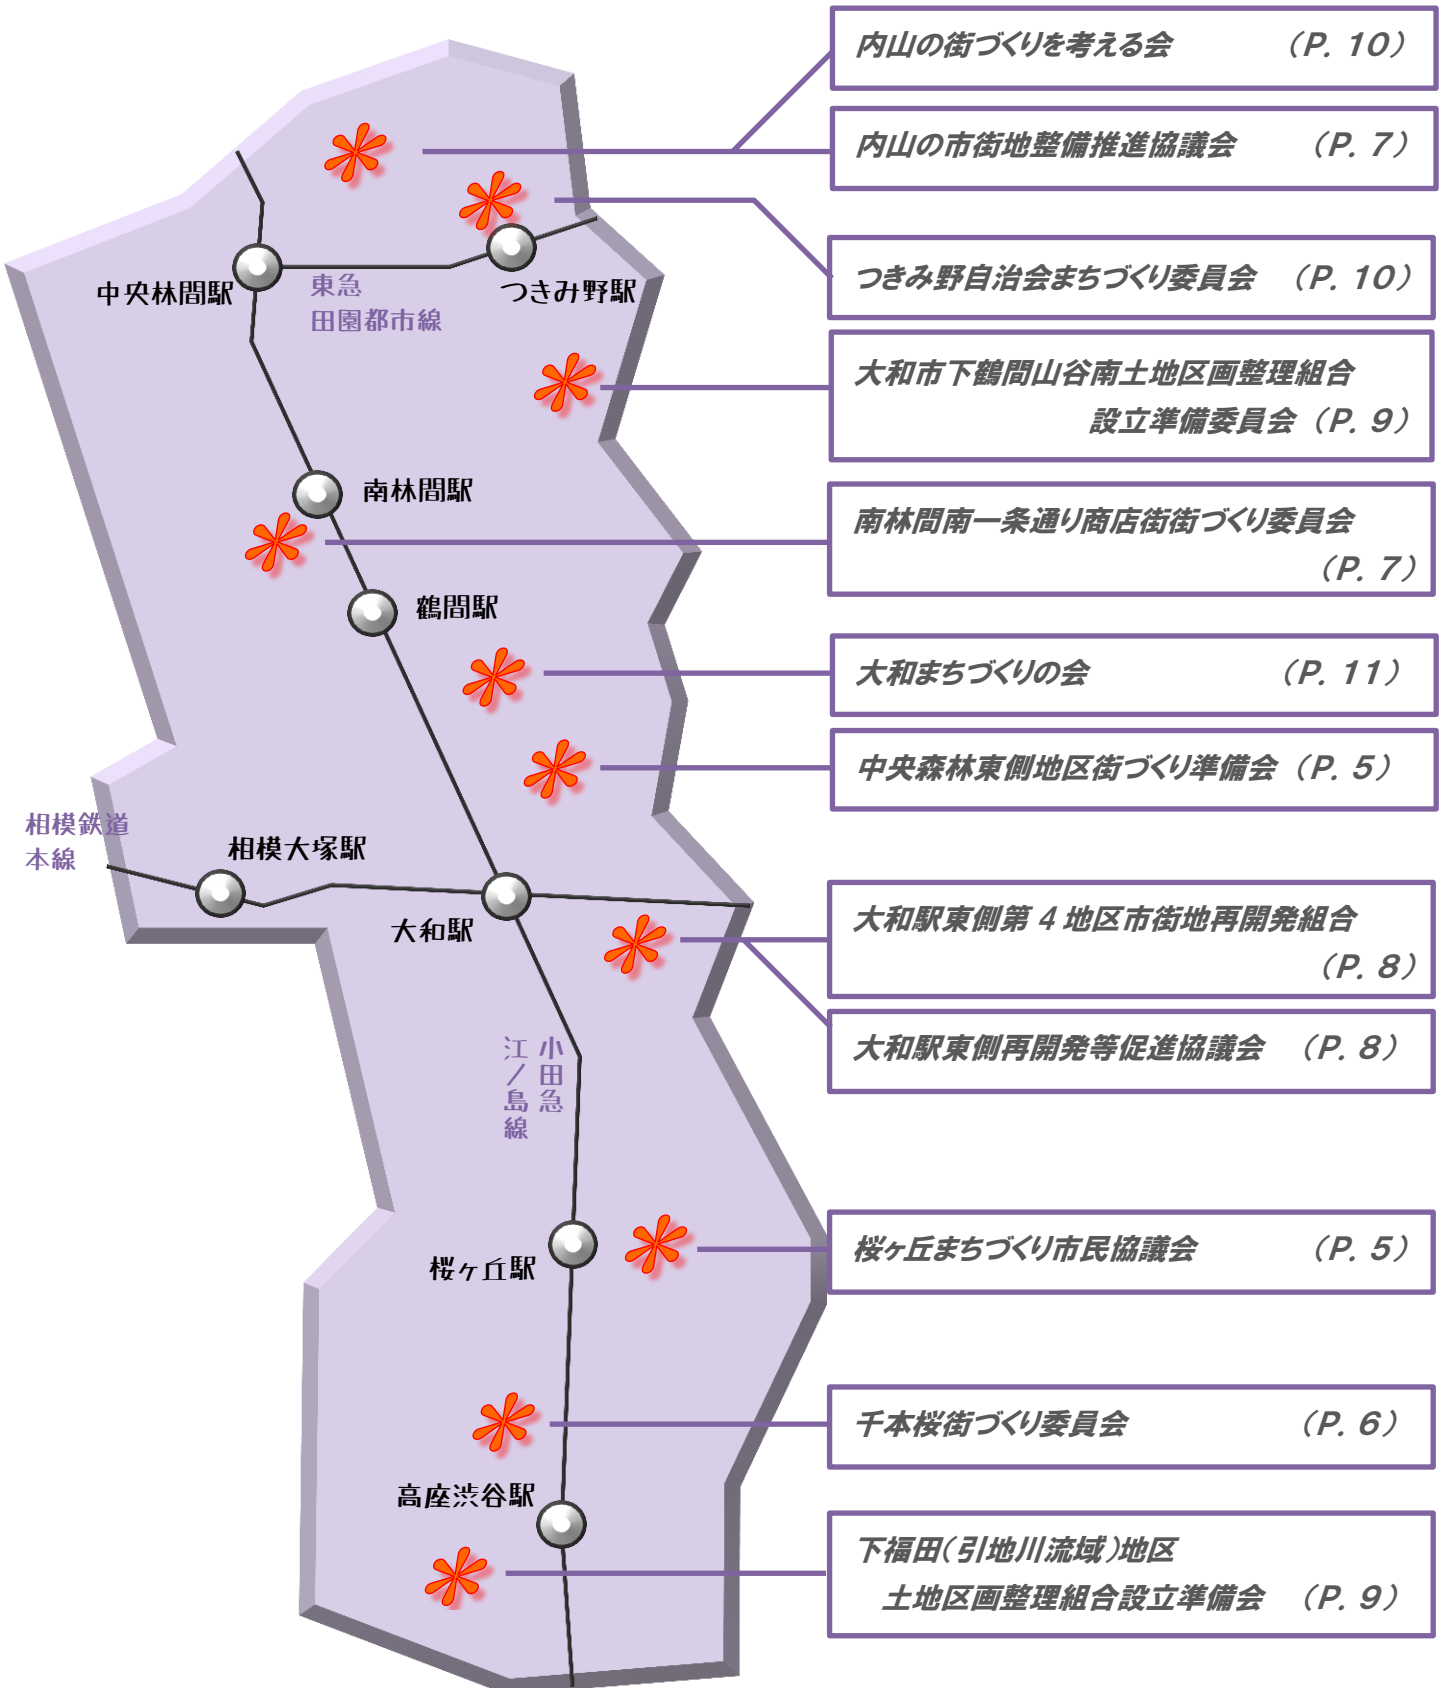 内山の街づくりを考える会 （P. 10）
内山の市街地整備推進協議会 （P. 7）
つきみ野自治会まちづくり委員会 （P. 10）
大和市下鶴間山谷南土地区画整理組合
設立準備委員会（P. 9）
南林間南一条通り商店街街づくり委員会
（P. 7）
大和まちづくりの会 （P. 11）
中央森林東側地区街づくり準備会（P. 5）
大和駅東側第 4 地区市街地再開発組合
（P. 8）
大和駅東側再開発等促進協議会 （P. 8）
桜ヶ丘まちづくり市民協議会 （P. 5）
千本桜街づくり委員会 （P. 6）
下福田（引地川流域）地区
土地区画整理組合設立準備会 （P. 9）
中央林間駅
東急
田園都市線
つきみ野駅
南林間駅
鶴間駅
相模鉄道
本線
相模大塚駅
大和駅
小田急
江ノ島線
桜ヶ丘駅
高座渋谷駅